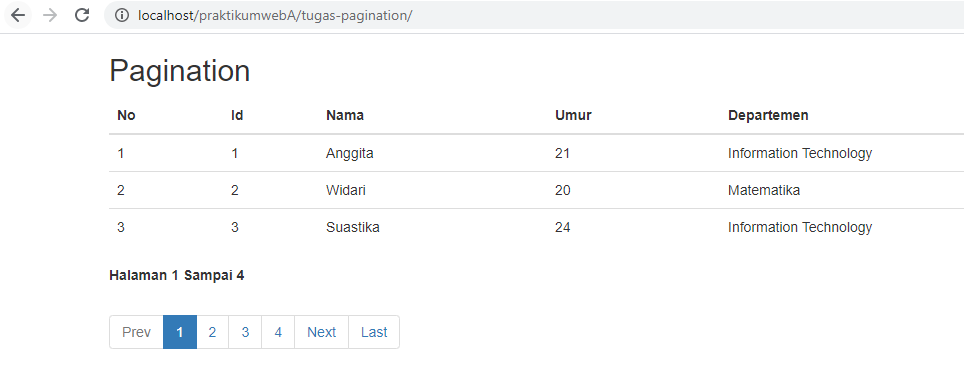 localhost/praktikumwebA/tugas-pagination/
Pagination
No Id Nama Umur Departemen
1 1 Anggita 21 Information Technology
2 2 Widari 20 Matematika
3 3 Suastika 24 Information Technology
Halaman 1 Sampai 4
Prev 1 2 3 4 Next Last